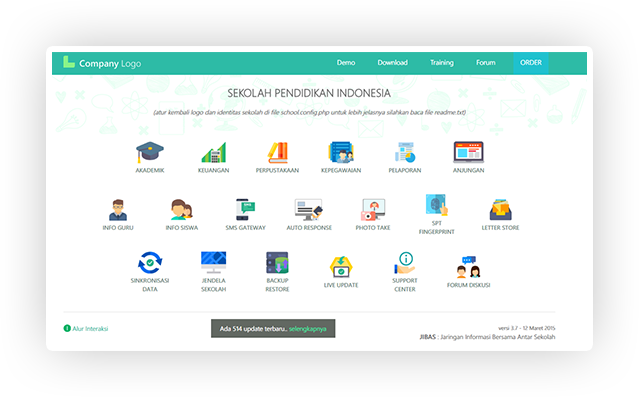 Company Logo
Demo Download Training Forum ORDER
SEKOLAH PENDIDIKAN INDONESIA
(atur kembali logo dan identitas sekolah di file school.config.php untuk lebih jelasnya silahkan baca file readme.txt)
AKADEMIK KEUANGAN PERPUSTAKAAN KEPEGAWAIAN PELAPORAN ANJUNGAN
INFO GURU INFO SISWA SMS GATEWAY AUTO RESPONSE PHOTO TAKE SPT FINGERPRINT LETTER STORE
SINKRONISASI DATA JENDELA SEKOLAH BACKUP RESTORE LIVE UPDATE SUPPORT CENTER FORUM DISKUSI
Alur Interaksi
Ada 514 update terbaru.. selengkapnya
versi 3.7 - 12 Maret 2015
JIBAS : Jaringan Informasi Bersama Antar Sekolah